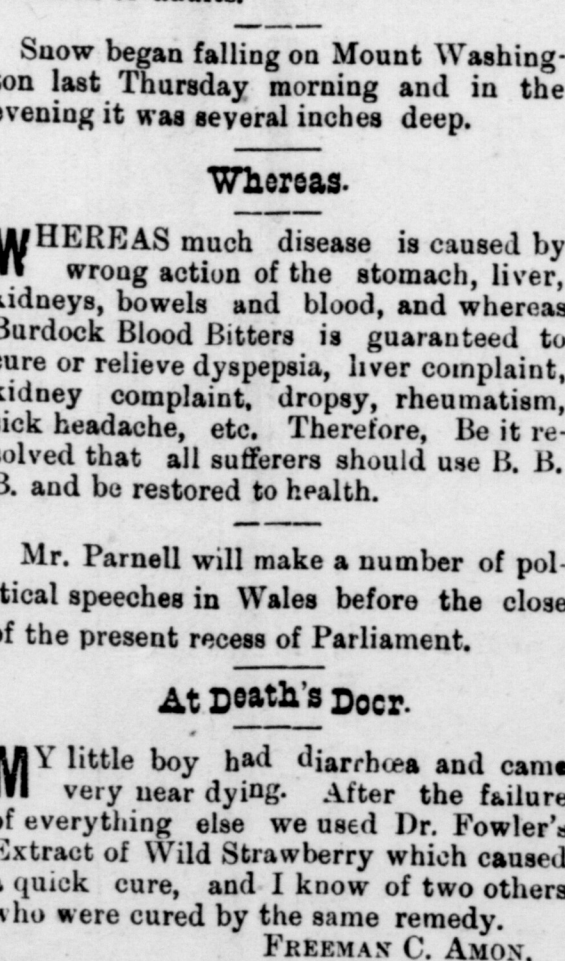 Snow began falling on Mount Washing-
on last Thursday morning and in the
evening it was several inches deep.
Whereas.
WHEREAS much disease is caused by
wrong action of the stomach, liver,
kidneys, bowels and blood, and whereas
Burdock Blood Bitters is guaranteed to
cure or relieve dyspepsia, liver complaint,
kidney complaint, dropsy, rheumatism,
sick headache, etc. Therefore, Be it re-
solved that all sufferers should use B. B.
B. and be restored to health.
Mr. Parnell will make a number of pol-
itical speeches in Wales before the close
of the present recess of Parliament.
At Death's Door.
MY little boy had diarrhœa and came
very near dying. After the failure
of everything else we used Dr. Fowler's
Extract of Wild Strawberry which caused
a quick cure, and I know of two others
who were cured by the same remedy.
FREEMAN C. AMON.